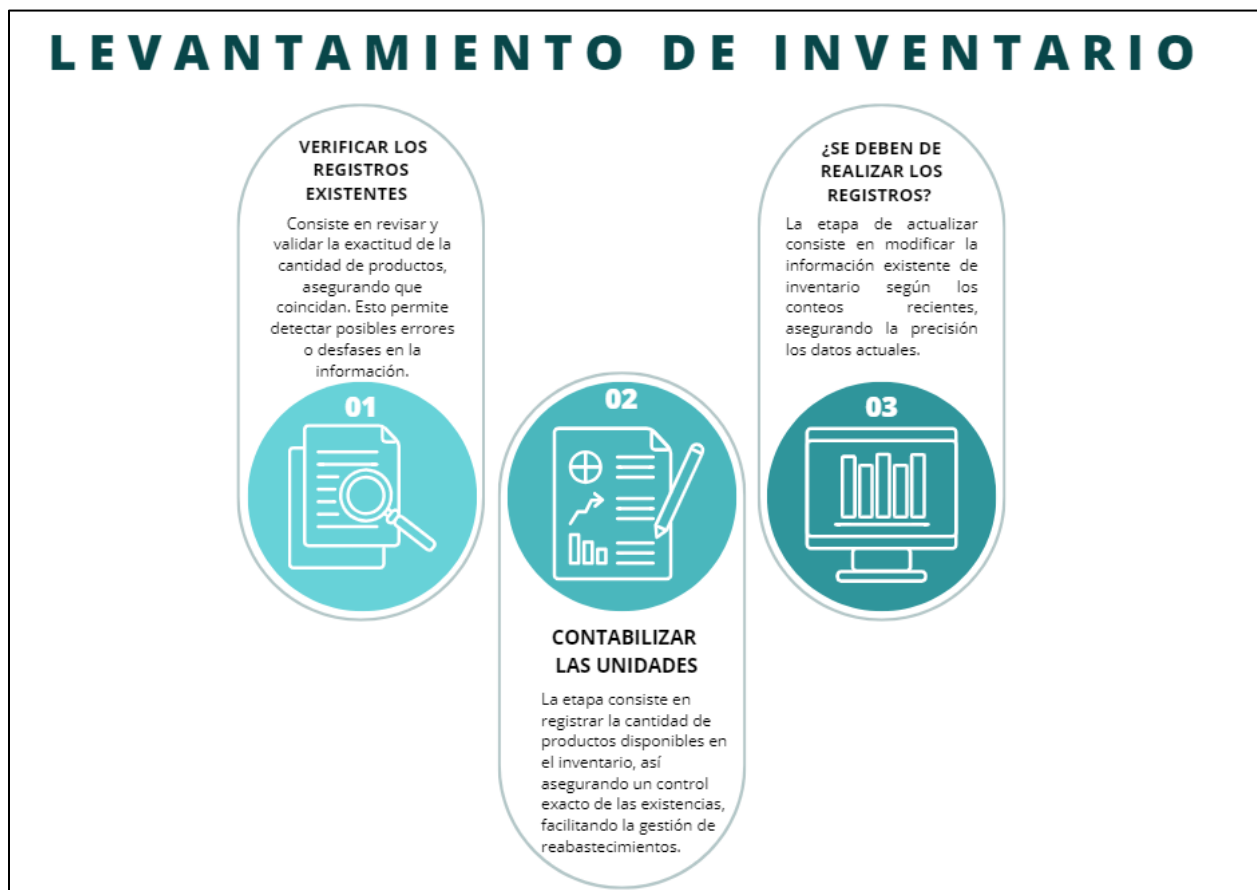 LEVANTAMIENTO DE INVENTARIO
VERIFICAR LOS
REGISTROS
EXISTENTES
Consiste en revisar y
validar la exactitud de la
cantidad de productos,
asegurando que
coincidan. Esto permite
detectar posibles errores
o desfases en la
información.
01
02
CONTABILIZAR
LAS UNIDADES
La etapa consiste en
registrar la cantidad de
productos disponibles en
el inventario, así
asegurando un control
exacto de las existencias,
facilitando la gestión de
reabastecimientos.
¿SE DEBEN DE
REALIZAR LOS
REGISTROS?
La etapa de actualizar
consiste en modificar la
información existente de
inventario según los
conteos recientes,
asegurando la precisión
los datos actuales.
03